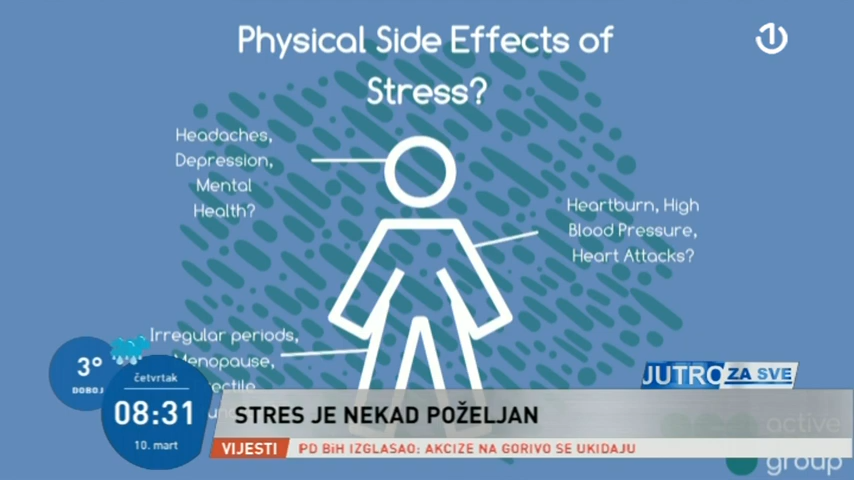 Physical Side Effects of
Stress?
Headaches,
Depression,
Mental
Health?
Heartburn, High
Blood Pressure,
Heart Attacks?
Irregular periods,
Menopause,
3°
DOBOJ
četvrtak
08:31
10. mart
JUTRO ZA SVE
STRES JE NEKAD POŽELJAN
VIJESTI PD BiH IZGLASAO: AKCIZE NA GORIVO SE UKIDAJU
active
group
1